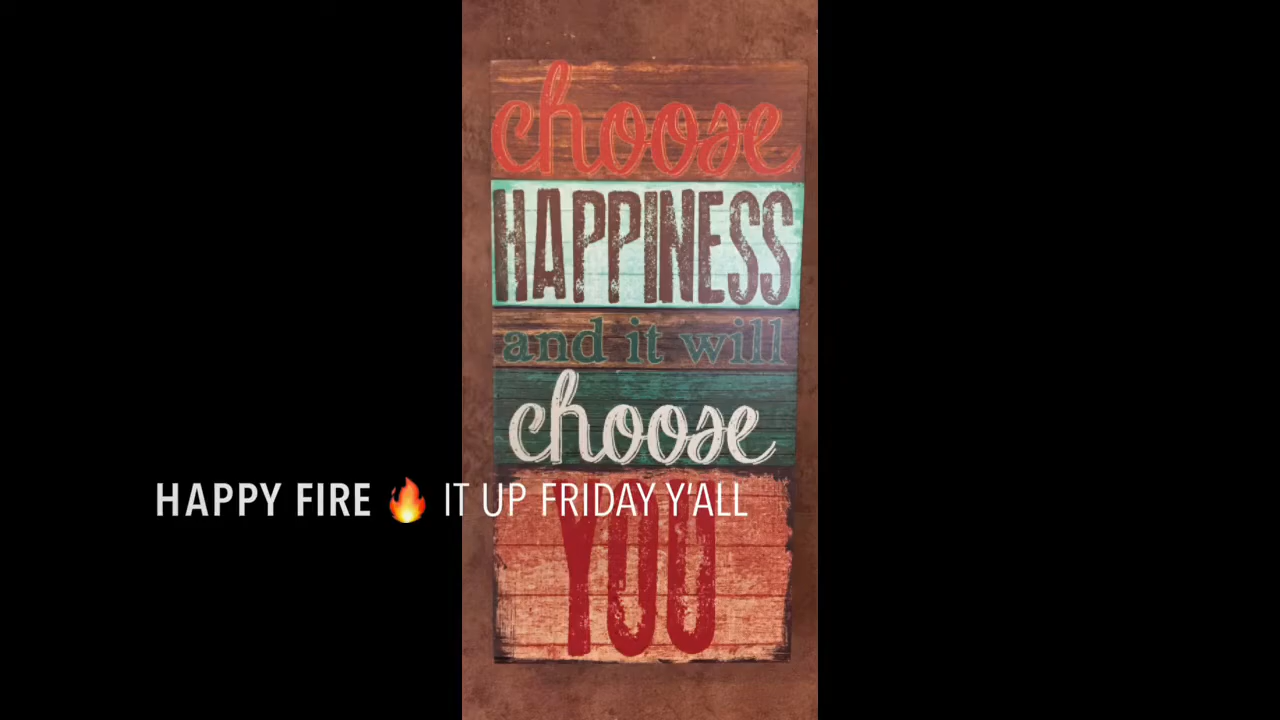 choose
HAPPINESS
and it will
choose
HAPPY FIRE 🔥 IT UP FRIDAY Y'ALL
YOU